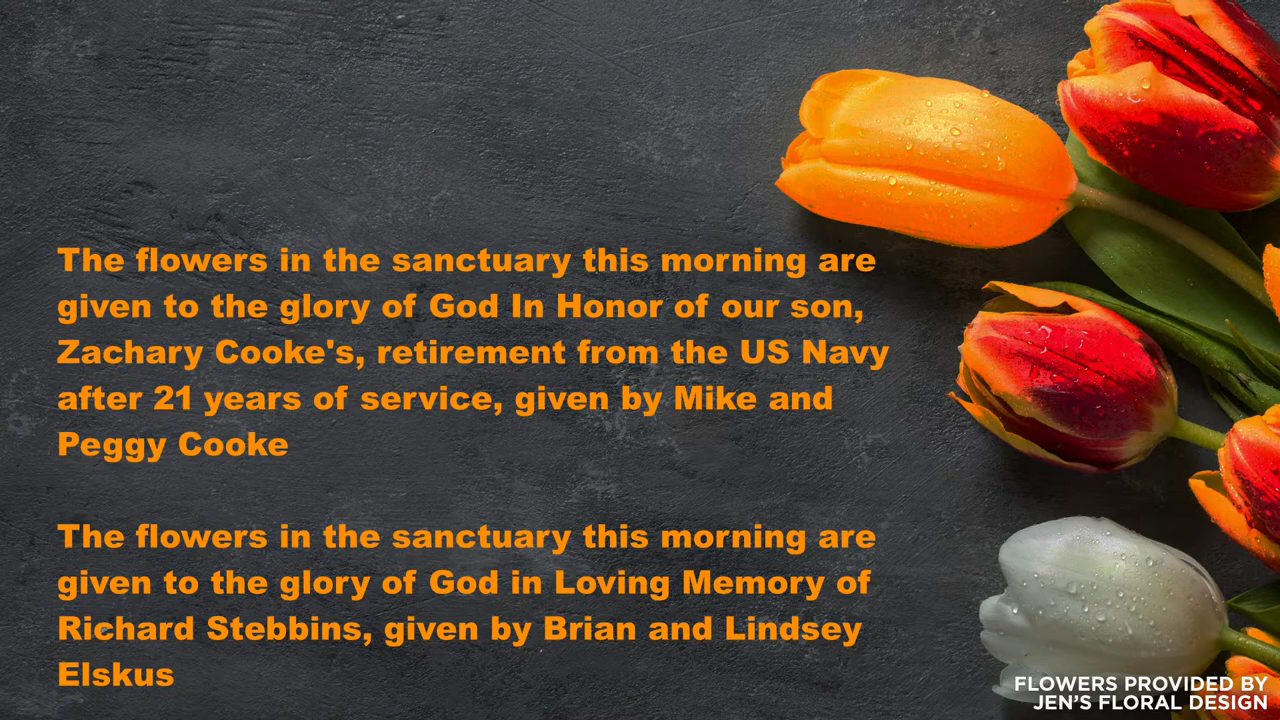 The flowers in the sanctuary this morning are
given to the glory of God In Honor of our son,
Zachary Cooke's, retirement from the US Navy
after 21 years of service, given by Mike and
Peggy Cooke
The flowers in the sanctuary this morning are
given to the glory of God in Loving Memory of
Richard Stebbins, given by Brian and Lindsey
Elskus
FLOWERS PROVIDED BY
JEN'S FLORAL DESIGN